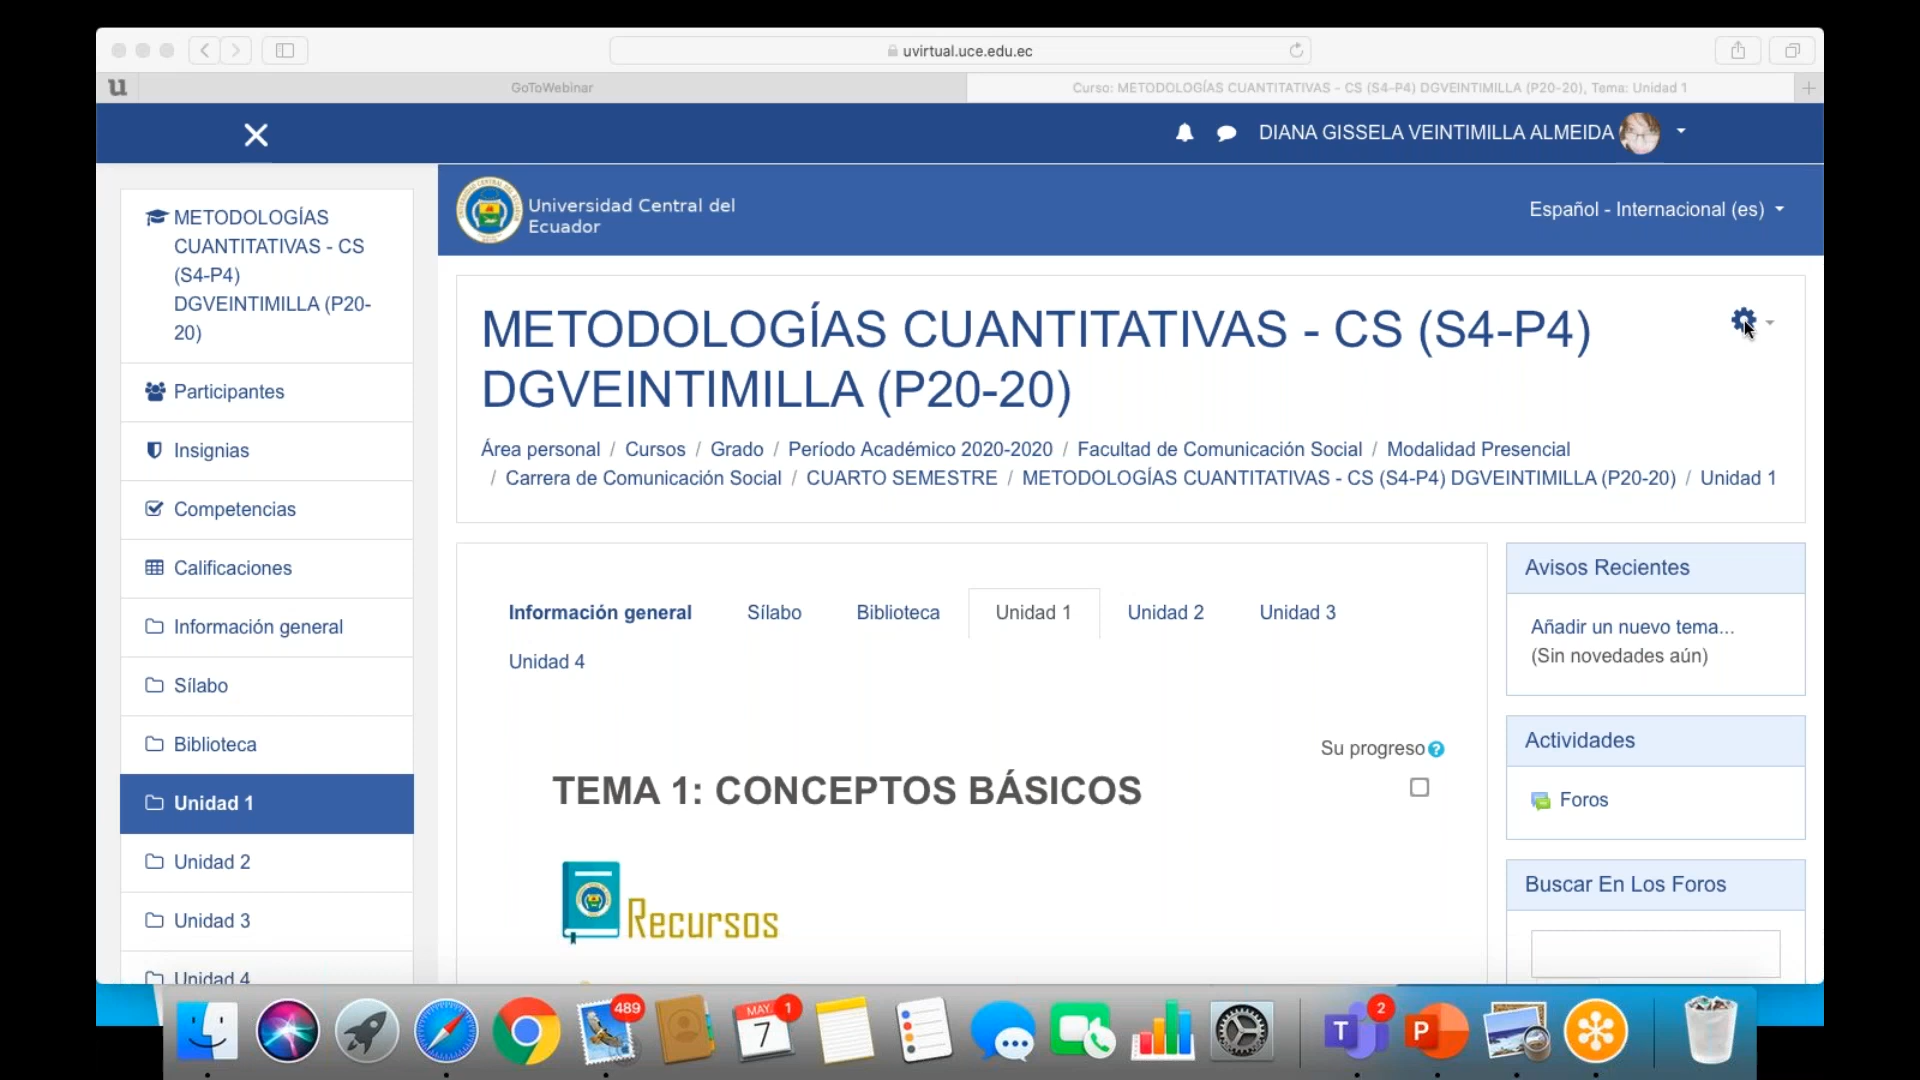 uvirtual.uce.edu.ec
u
GoToWebinar
Curso: METODOLOGÍAS CUANTITATIVAS - CS (S4-P4) DGVEINTIMILLA (P20-20), Tema: Unidad 1
DIANA GISSELA VEINTIMILLA ALMEIDA
Universidad Central del
Ecuador
Español - Internacional (es)
METODOLOGÍAS
CUANTITATIVAS - CS
(S4-P4)
DGVEINTIMILLA (P20-
20)
Participantes
Insignias
Competencias
Calificaciones
Información general
Sílabo
Biblioteca
Unidad 1
Unidad 2
Unidad 3
Unidad 4
METODOLOGÍAS CUANTITATIVAS - CS (S4-P4)
DGVEINTIMILLA (P20-20)
Área personal / Cursos / Grado / Período Académico 2020-2020 / Facultad de Comunicación Social / Modalidad Presencial
/ Carrera de Comunicación Social / CUARTO SEMESTRE / METODOLOGÍAS CUANTITATIVAS - CS (S4-P4) DGVEINTIMILLA (P20-20) / Unidad 1
Información general Sílabo Biblioteca Unidad 1 Unidad 2 Unidad 3
Unidad 4
Su progreso
TEMA 1: CONCEPTOS BÁSICOS
Recursos
Avisos Recientes
Añadir un nuevo tema...
(Sin novedades aún)
Actividades
Foros
Buscar En Los Foros
489
MAY 1
7
T 2
P